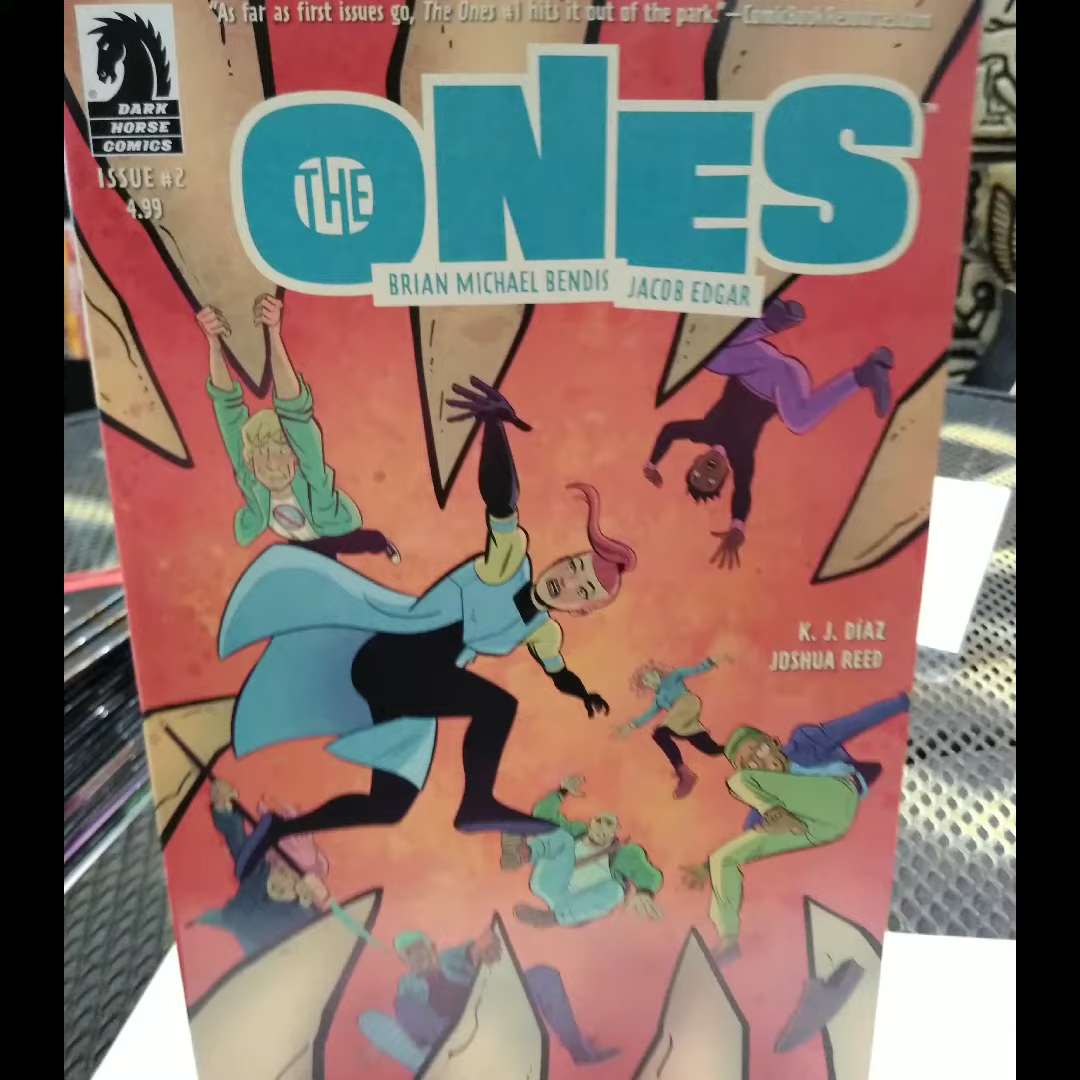 "As far as first issues go, The Ones #1 hits it out of the park."—ComicBookResources.com
DARK
HORSE
COMICS
®
ISSUE #2
4.99
THE
ONES
™
BRIAN MICHAEL BENDIS
JACOB EDGAR
K. J. DÍAZ
JOSHUA REED